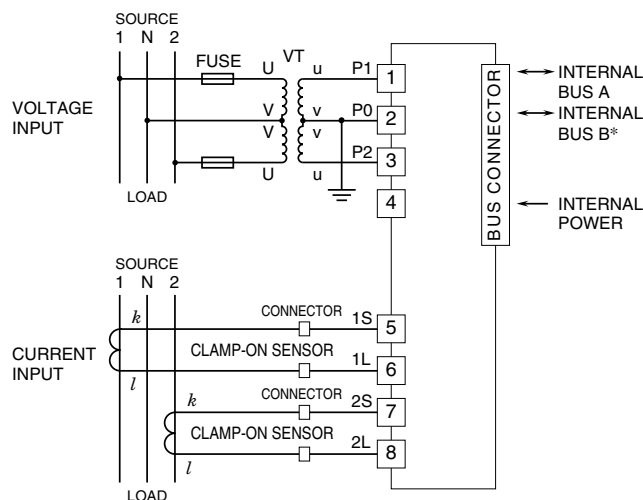 SOURCE
1 N 2
FUSE
VT
U u P1 1
VOLTAGE
INPUT
V v P0 2
V v
U u P2 3
4
LOAD
BUS CONNECTOR
INTERNAL
BUS A
INTERNAL
BUS B*
INTERNAL
POWER
SOURCE
1 N 2
CURRENT
INPUT
k CONNECTOR 1S 5
CLAMP-ON SENSOR
l 1L 6
k CONNECTOR 2S 7
CLAMP-ON SENSOR
l 2L 8
LOAD